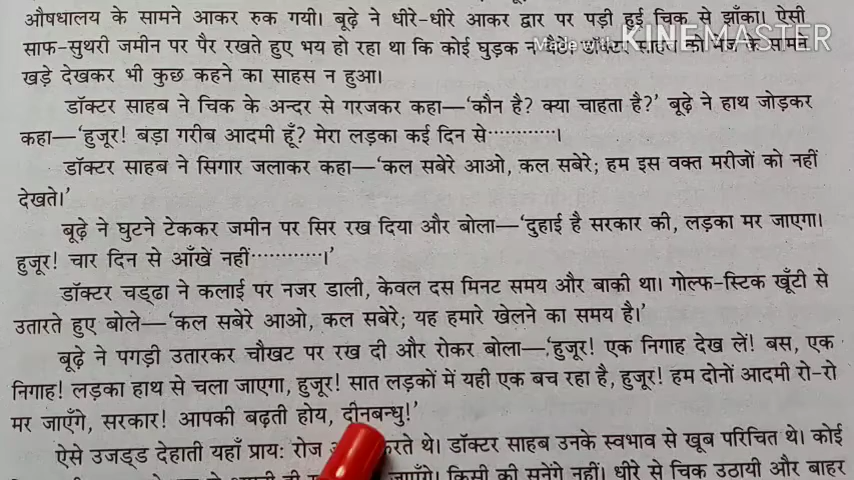 औषधालय के सामने आकर रुक गयी। बूढ़े ने धीरे-धीरे आकर द्वार पर पड़ी हुई चिक से झाँका। ऐसी
साफ-सुथरी जमीन पर पैर रखते हुए भय हो रहा था कि कोई घुड़क न बैठे। डॉक्टर साहब को मेज के सामने
Made with KINEMASTER
खड़े देखकर भी कुछ कहने का साहस न हुआ।
डॉक्टर साहब ने चिक के अन्दर से गरजकर कहा—‘कौन है? क्या चाहता है?’ बूढ़े ने हाथ जोड़कर
कहा—‘हुजूर! बड़ा गरीब आदमी हूँ? मेरा लड़का कई दिन से............।
डॉक्टर साहब ने सिगार जलाकर कहा—‘कल सबेरे आओ, कल सबेरे; हम इस वक्त मरीजों को नहीं
देखते।’
बूढ़े ने घुटने टेककर जमीन पर सिर रख दिया और बोला—‘दुहाई है सरकार की, लड़का मर जाएगा।
हुजूर! चार दिन से आँखें नहीं............।’
डॉक्टर चड्ढा ने कलाई पर नजर डाली, केवल दस मिनट समय और बाकी था। गोल्फ-स्टिक खूँटी से
उतारते हुए बोले—‘कल सबेरे आओ, कल सबेरे; यह हमारे खेलने का समय है।’
बूढ़े ने पगड़ी उतारकर चौखट पर रख दी और रोकर बोला—‘हुजूर! एक निगाह देख लें! बस, एक
निगाह! लड़का हाथ से चला जाएगा, हुजूर! सात लड़कों में यही एक बच रहा है, हुजूर! हम दोनों आदमी रो-रो
मर जाएँगे, सरकार! आपकी बढ़ती होय, दीनबन्धु!’
ऐसे उजड्ड देहाती यहाँ प्राय: रोज करते थे। डॉक्टर साहब उनके स्वभाव से खूब परिचित थे। कोई
जाएँगे। किसी की सुनेंगे नहीं। धीरे से चिक उठायी और बाहर